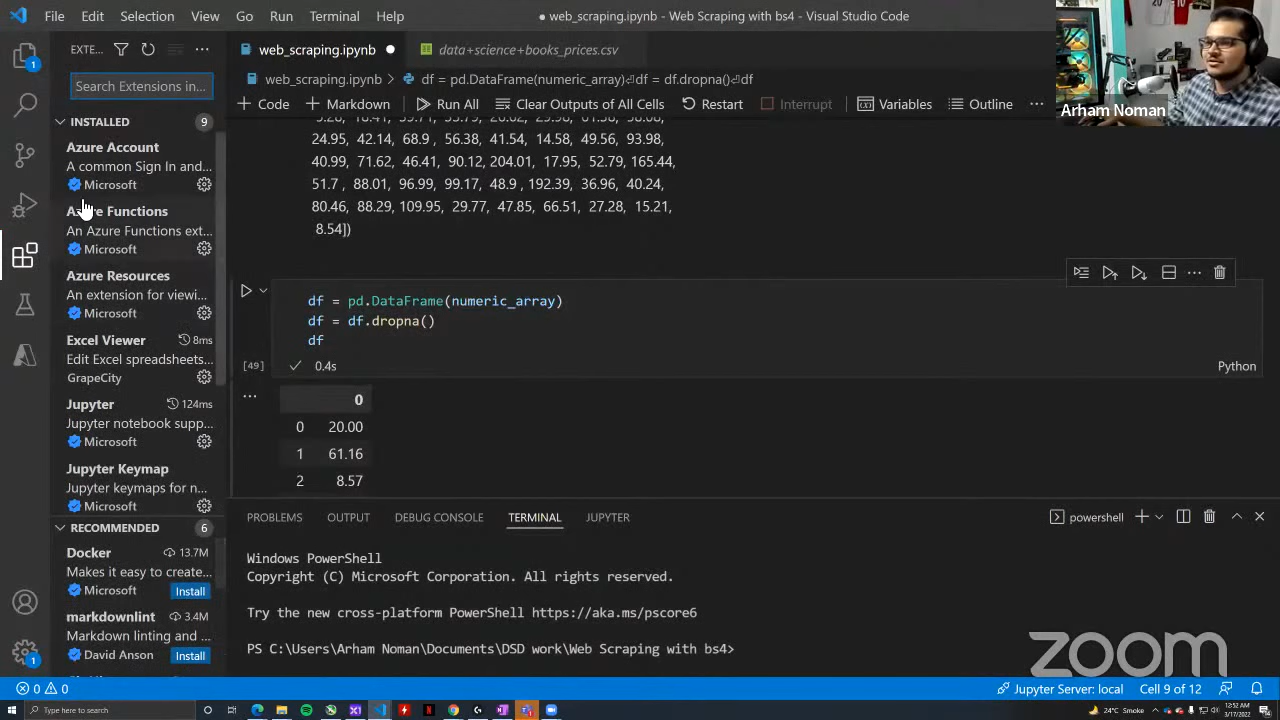 File Edit Selection View Go Run Terminal Help
● web_scraping.ipynb - Web Scraping with bs4 - Visual Studio Code
EXTE...
web_scraping.ipynb ●
data+science+books_prices.csv
Search Extensions in...
web_scraping.ipynb > df = pd.DataFrame(numeric_array)⏎df = df.dropna()⏎df
+ Code + Markdown Run All Clear Outputs of All Cells Restart Interrupt Variables Outline ...
Arham Noman
INSTALLED 9
Azure Account
A common Sign In and...
Microsoft
Azure Functions
An Azure Functions ext...
Microsoft
Azure Resources
An extension for viewi...
Microsoft
Excel Viewer 8ms
Edit Excel spreadsheets...
GrapeCity
Jupyter 124ms
Jupyter notebook supp...
Microsoft
Jupyter Keymap
Jupyter keymaps for n...
Microsoft
RECOMMENDED 6
Docker 13.7M
Makes it easy to create...
Microsoft Install
markdownlint 3.4M
Markdown linting and ...
David Anson Install
24.95, 42.14, 68.9 , 56.38, 41.54, 14.58, 49.56, 93.98,
40.99, 71.62, 46.41, 90.12, 204.01, 17.95, 52.79, 165.44,
51.7 , 88.01, 96.99, 99.17, 48.9 , 192.39, 36.96, 40.24,
80.46, 88.29, 109.95, 29.77, 47.85, 66.51, 27.28, 15.21,
8.54])
df = pd.DataFrame(numeric_array)
df = df.dropna()
df
[49] 0.4s Python
...
0
0 20.00
1 61.16
2 8.57
PROBLEMS OUTPUT DEBUG CONSOLE TERMINAL JUPYTER
powershell
Windows PowerShell
Copyright (C) Microsoft Corporation. All rights reserved.
Try the new cross-platform PowerShell https://aka.ms/pscore6
PS C:\Users\Arham Noman\Documents\DSD work\Web Scraping with bs4>
zoom
1
1
0 0
Jupyter Server: local Cell 9 of 12
Type here to search
24°C Smoke
12:52 AM
3/17/2022